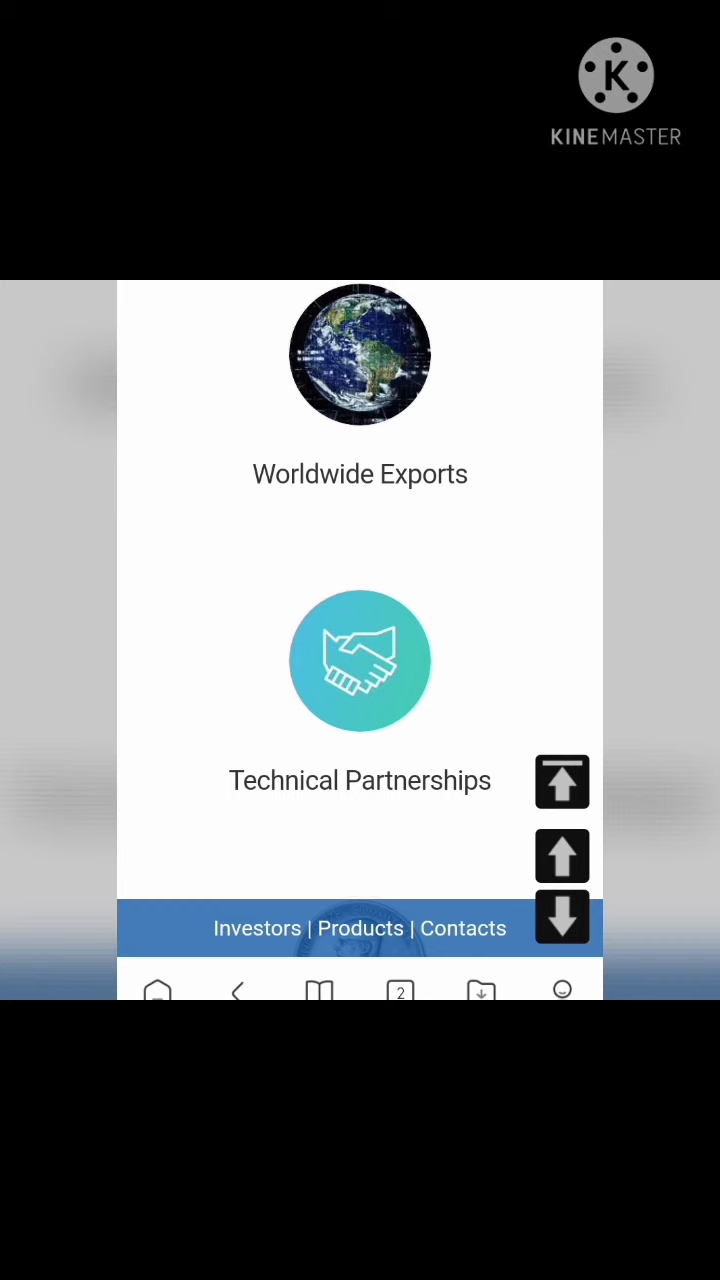 K
KINEMASTER
Worldwide Exports
Technical Partnerships
Investors | Products | Contacts
2